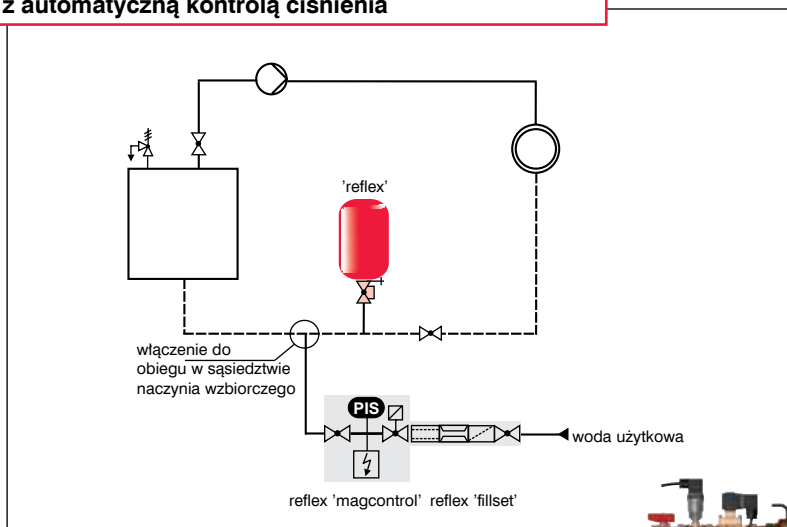 z automatyczną kontrolą ciśnienia
'reflex'
włączenie do
obiegu w sąsiedztwie
naczynia wzbiorczego
PIS
woda użytkowa
reflex 'magcontrol' reflex 'fillset'